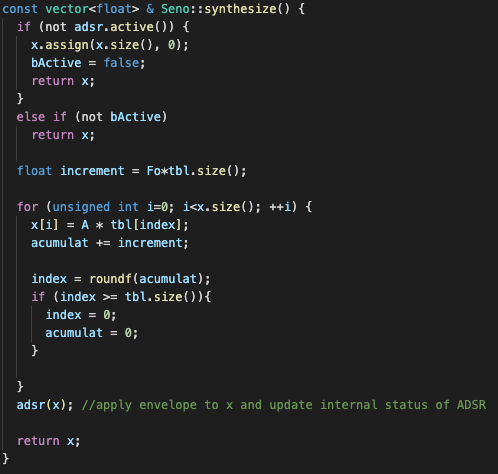 const vector<float> & Seno::synthesize() {
  if (not adsr.active()) {
    x.assign(x.size(), 0);
    bActive = false;
    return x;
  }
  else if (not bActive)
    return x;

  float increment = Fo*tbl.size();

  for (unsigned int i=0; i<x.size(); ++i) {
    x[i] = A * tbl[index];
    acumulat += increment;

    index = roundf(acumulat);
    if (index >= tbl.size()){
      index = 0;
      acumulat = 0;
    }

  }
  adsr(x); //apply envelope to x and update internal status of ADSR

  return x;
}